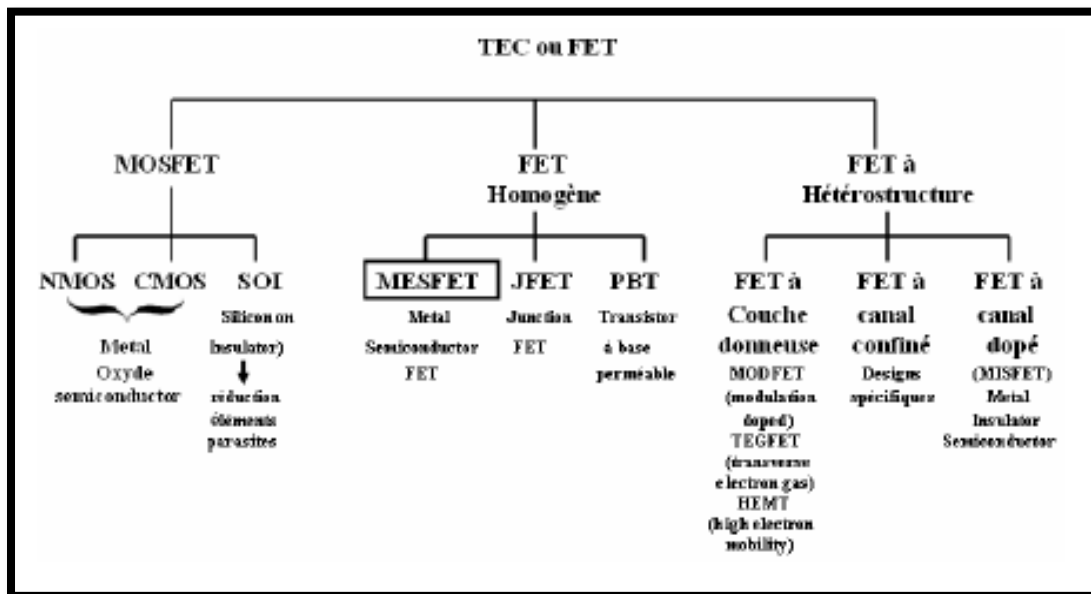 TEC ou FET
MOSFET
FET
Homogène
FET à
Hétérostructure
NMOS
CMOS
Metal
Oxyde
semiconductor
SOI
Silicon on
Insulator)
réduction
éléments
parasites
MESFET
Metal
Semiconductor
FET
JFET
Junction
FET
PBT
Transistor
à base
perméable
FET à
Couche
donneuse
MODFET
(modulation
doped)
TEGFET
(transverse
electron gas)
HEMT
(high electron
mobility)
FET à
canal
confiné
Designs
spécifiques
FET à
canal
dopé
(MISFET)
Metal
Insulator
Semiconductor